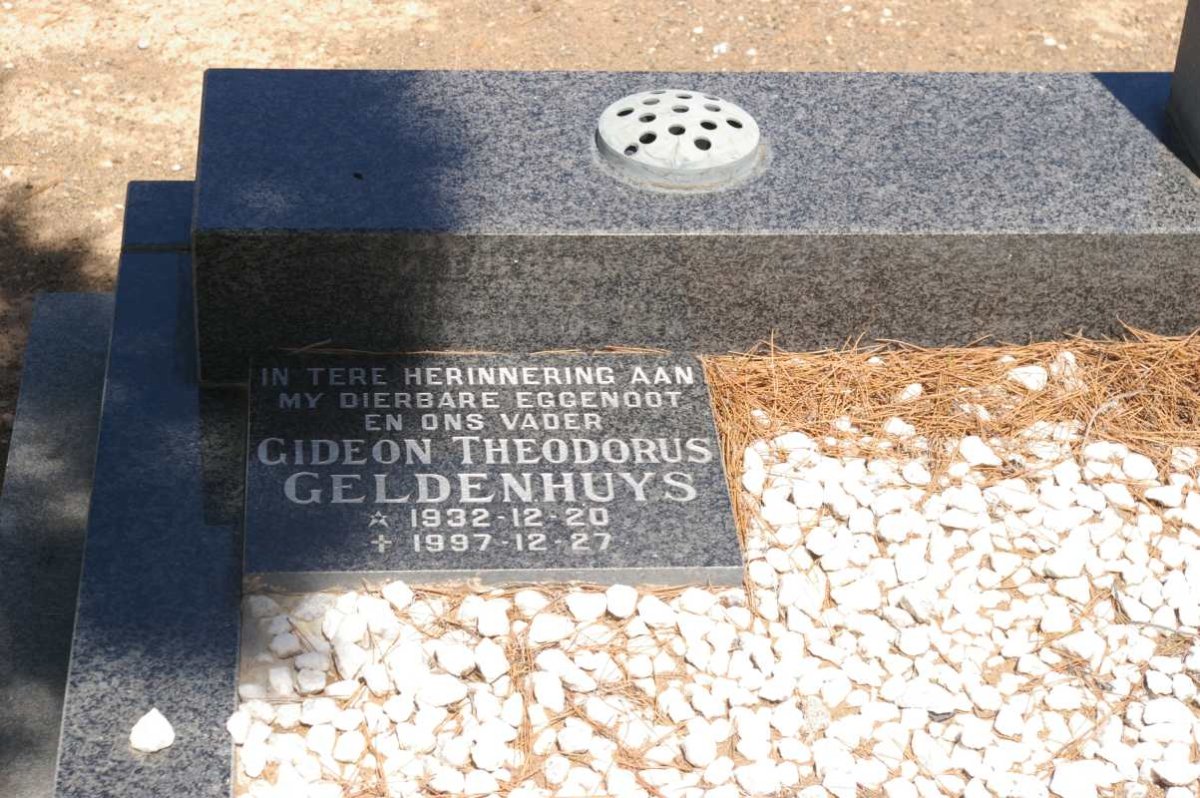 IN TERE HERINNERING AAN
MY DIERBARE EGGENOOT
EN ONS VADER
GIDEON THEODORUS
GELDENHUYS
☆ 1932-12-20
✝ 1997-12-27